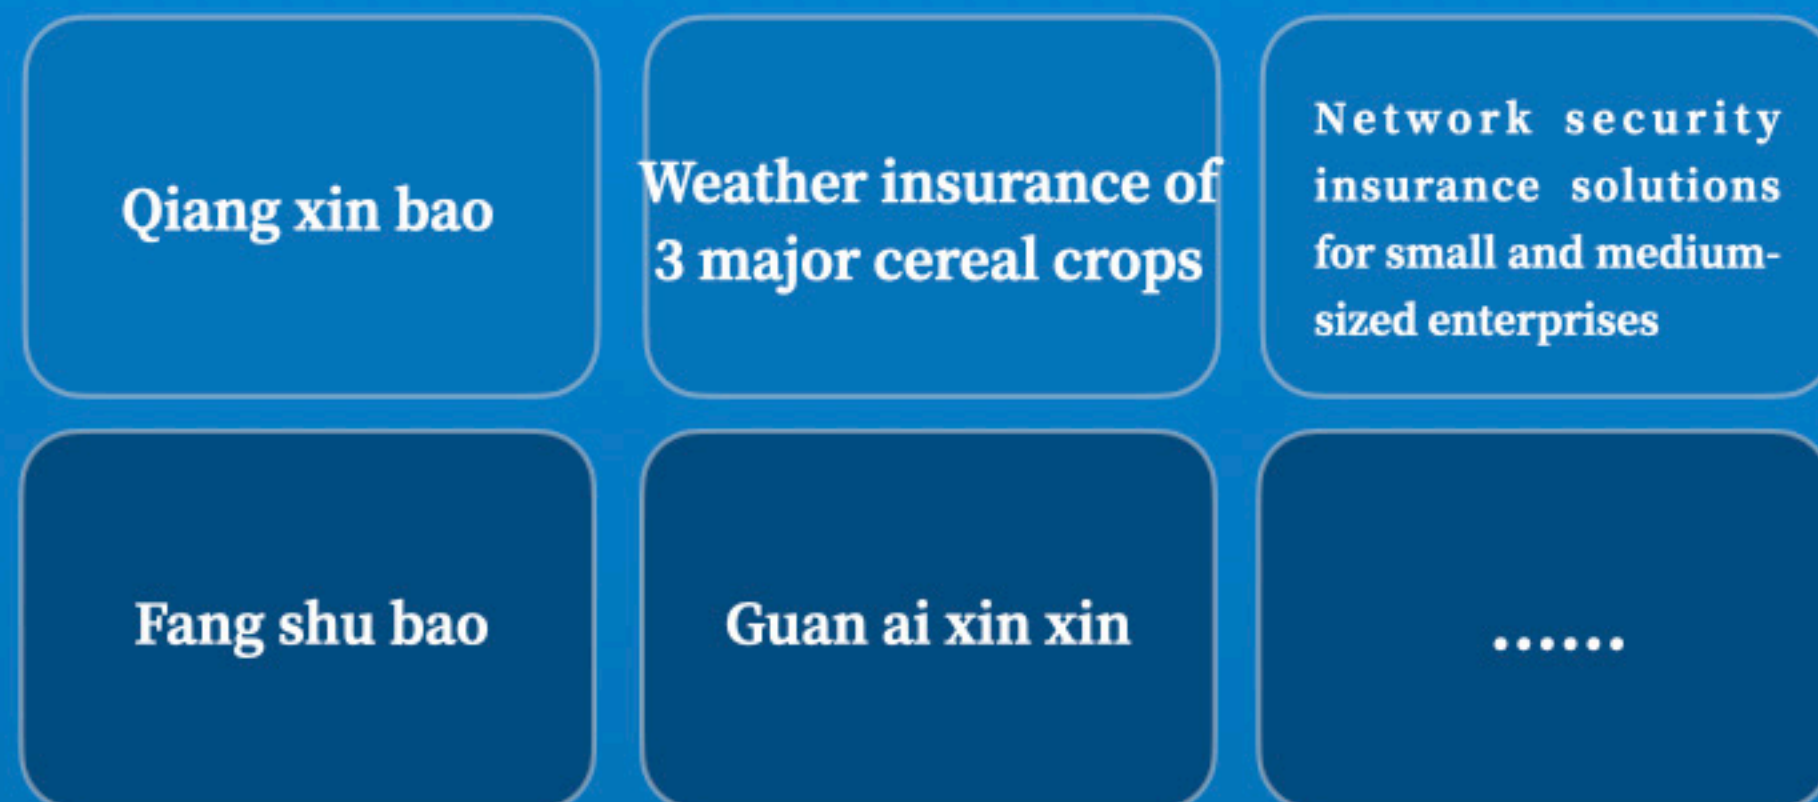 Qiang xin bao
Weather insurance of
3 major cereal crops
Network security
insurance solutions
for small and medium-
sized enterprises
Fang shu bao
Guan ai xin xin
......